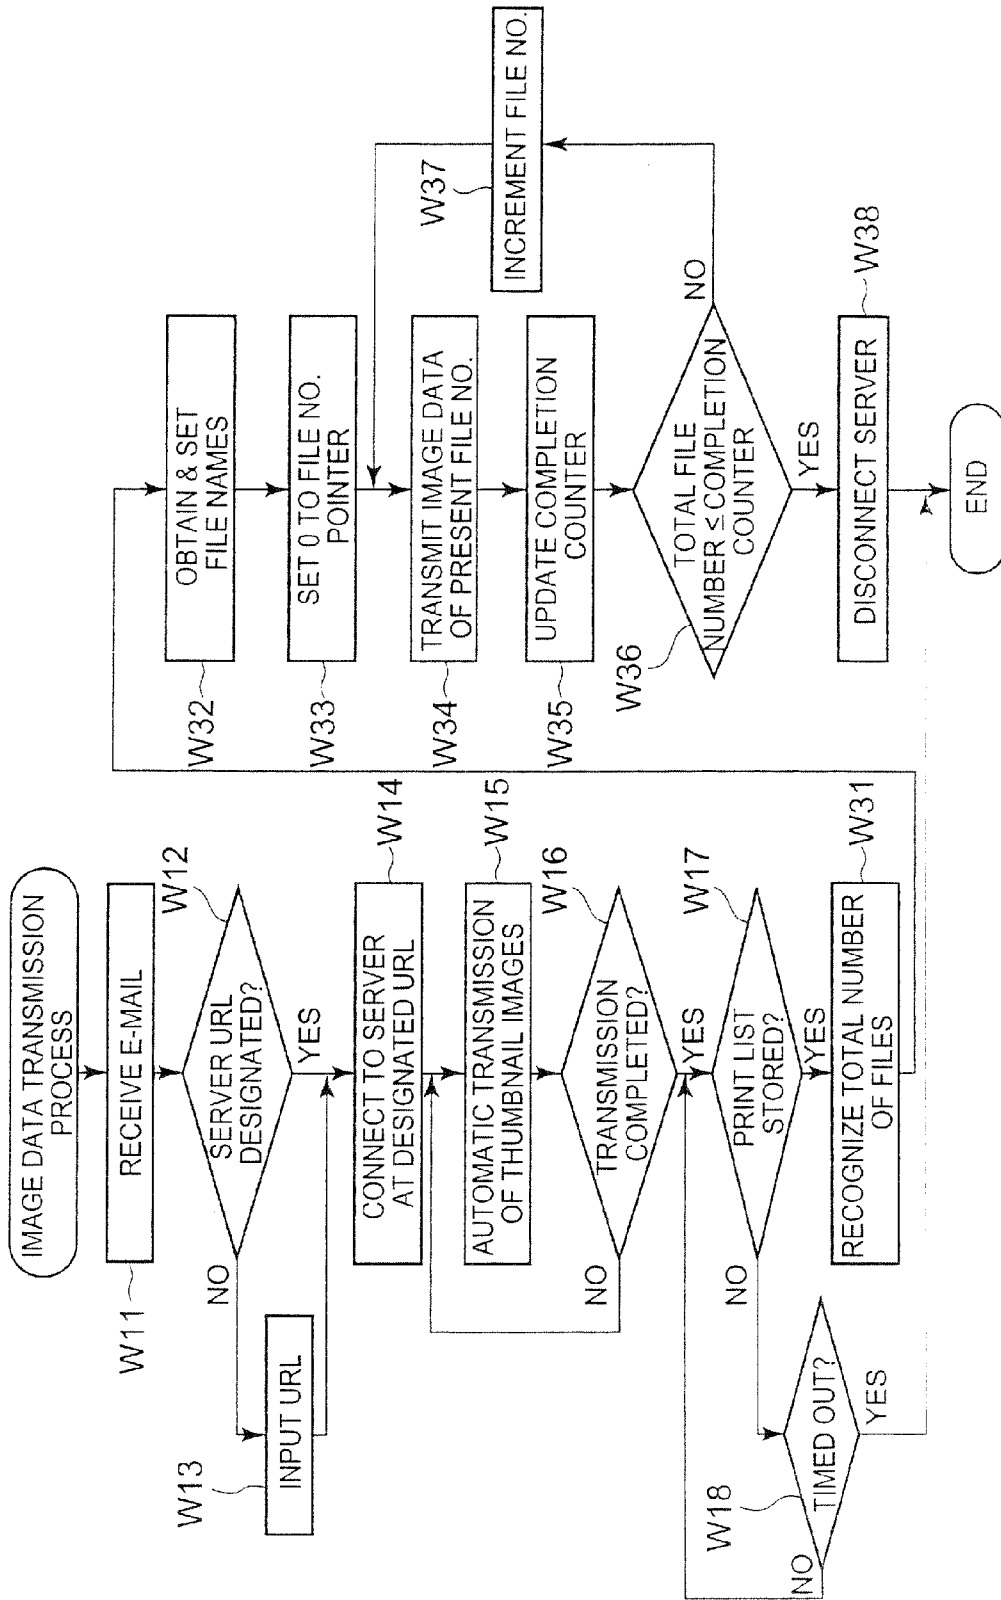 IMAGE DATA TRANSMISSION
PROCESS
W11
RECEIVE E-MAIL
W12
SERVER URL
DESIGNATED?
NO
YES
W13
INPUT URL
W14
CONNECT TO SERVER
AT DESIGNATED URL
W15
AUTOMATIC TRANSMISSION
OF THUMBNAIL IMAGES
W16
TRANSMISSION
COMPLETED?
NO
YES
W17
PRINT LIST
STORED?
NO
YES
W18
TIMED OUT?
NO
YES
W31
RECOGNIZE TOTAL NUMBER
OF FILES
W32
OBTAIN & SET
FILE NAMES
W33
SET 0 TO FILE NO.
POINTER
W34
TRANSMIT IMAGE DATA
OF PRESENT FILE NO.
W35
UPDATE COMPLETION
COUNTER
W36
TOTAL FILE
NUMBER ≤ COMPLETION
COUNTER
NO
YES
W37
INCREMENT FILE NO.
W38
DISCONNECT SERVER
END